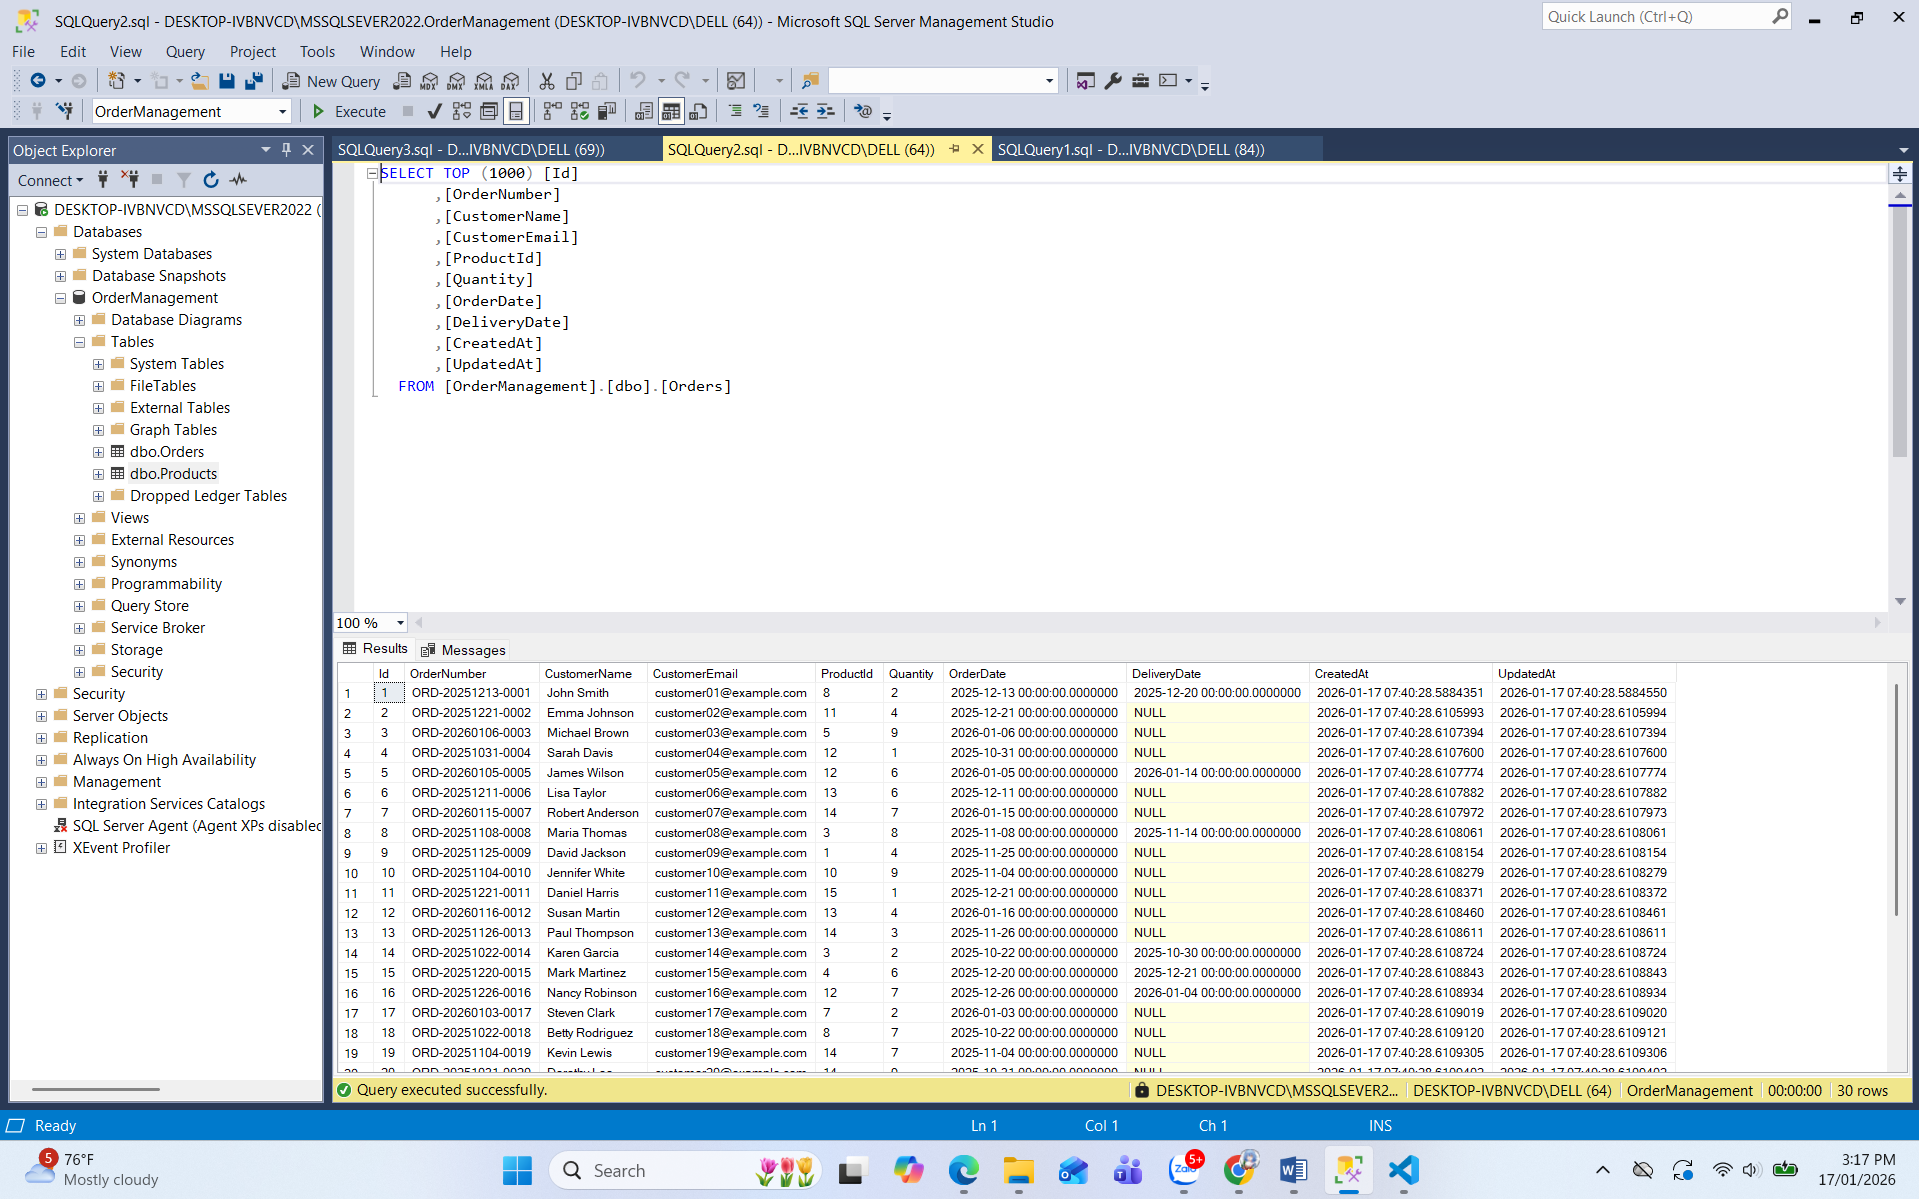 SQLQuery2.sql - DESKTOP-IVBNVCD\MSSQLSEVER2022.OrderManagement (DESKTOP-IVBNVCD\DELL (64)) - Microsoft SQL Server Management Studio
Quick Launch (Ctrl+Q)
File Edit View Query Project Tools Window Help
New Query MDX DMX XMLA DAX
OrderManagement Execute
Object Explorer
Connect
DESKTOP-IVBNVCD\MSSQLSEVER2022 (
Databases
System Databases
Database Snapshots
OrderManagement
Database Diagrams
Tables
System Tables
FileTables
External Tables
Graph Tables
dbo.Orders
dbo.Products
Dropped Ledger Tables
Views
External Resources
Synonyms
Programmability
Query Store
Service Broker
Storage
Security
Security
Server Objects
Replication
Always On High Availability
Management
Integration Services Catalogs
SQL Server Agent (Agent XPs disabled
XEvent Profiler
SQLQuery3.sql - D...IVBNVCD\DELL (69)) SQLQuery2.sql - D...IVBNVCD\DELL (64)) SQLQuery1.sql - D...IVBNVCD\DELL (84))
SELECT TOP (1000) [Id]
,[OrderNumber]
,[CustomerName]
,[CustomerEmail]
,[ProductId]
,[Quantity]
,[OrderDate]
,[DeliveryDate]
,[CreatedAt]
,[UpdatedAt]
FROM [OrderManagement].[dbo].[Orders]
100 %
Results Messages
Id OrderNumber CustomerName CustomerEmail ProductId Quantity OrderDate DeliveryDate CreatedAt UpdatedAt
1 1 ORD-20251213-0001 John Smith customer01@example.com 8 2 2025-12-13 00:00:00.0000000 2025-12-20 00:00:00.0000000 2026-01-17 07:40:28.5884351 2026-01-17 07:40:28.5884550
2 2 ORD-20251221-0002 Emma Johnson customer02@example.com 11 4 2025-12-21 00:00:00.0000000 NULL 2026-01-17 07:40:28.6105993 2026-01-17 07:40:28.6105994
3 3 ORD-20260106-0003 Michael Brown customer03@example.com 5 9 2026-01-06 00:00:00.0000000 NULL 2026-01-17 07:40:28.6107394 2026-01-17 07:40:28.6107394
4 4 ORD-20251031-0004 Sarah Davis customer04@example.com 12 1 2025-10-31 00:00:00.0000000 NULL 2026-01-17 07:40:28.6107600 2026-01-17 07:40:28.6107600
5 5 ORD-20260105-0005 James Wilson customer05@example.com 12 6 2026-01-05 00:00:00.0000000 2026-01-14 00:00:00.0000000 2026-01-17 07:40:28.6107774 2026-01-17 07:40:28.6107774
6 6 ORD-20251211-0006 Lisa Taylor customer06@example.com 13 6 2025-12-11 00:00:00.0000000 NULL 2026-01-17 07:40:28.6107882 2026-01-17 07:40:28.6107882
7 7 ORD-20260115-0007 Robert Anderson customer07@example.com 14 7 2026-01-15 00:00:00.0000000 NULL 2026-01-17 07:40:28.6107972 2026-01-17 07:40:28.6107973
8 8 ORD-20251108-0008 Maria Thomas customer08@example.com 3 8 2025-11-08 00:00:00.0000000 2025-11-14 00:00:00.0000000 2026-01-17 07:40:28.6108061 2026-01-17 07:40:28.6108061
9 9 ORD-20251125-0009 David Jackson customer09@example.com 1 4 2025-11-25 00:00:00.0000000 NULL 2026-01-17 07:40:28.6108154 2026-01-17 07:40:28.6108154
10 10 ORD-20251104-0010 Jennifer White customer10@example.com 10 9 2025-11-04 00:00:00.0000000 NULL 2026-01-17 07:40:28.6108279 2026-01-17 07:40:28.6108279
11 11 ORD-20251221-0011 Daniel Harris customer11@example.com 15 1 2025-12-21 00:00:00.0000000 NULL 2026-01-17 07:40:28.6108371 2026-01-17 07:40:28.6108372
12 12 ORD-20260116-0012 Susan Martin customer12@example.com 13 4 2026-01-16 00:00:00.0000000 NULL 2026-01-17 07:40:28.6108460 2026-01-17 07:40:28.6108461
13 13 ORD-20251126-0013 Paul Thompson customer13@example.com 14 3 2025-11-26 00:00:00.0000000 NULL 2026-01-17 07:40:28.6108611 2026-01-17 07:40:28.6108611
14 14 ORD-20251022-0014 Karen Garcia customer14@example.com 3 2 2025-10-22 00:00:00.0000000 2025-10-30 00:00:00.0000000 2026-01-17 07:40:28.6108724 2026-01-17 07:40:28.6108724
15 15 ORD-20251220-0015 Mark Martinez customer15@example.com 4 6 2025-12-20 00:00:00.0000000 2025-12-21 00:00:00.0000000 2026-01-17 07:40:28.6108843 2026-01-17 07:40:28.6108843
16 16 ORD-20251226-0016 Nancy Robinson customer16@example.com 12 7 2025-12-26 00:00:00.0000000 2026-01-04 00:00:00.0000000 2026-01-17 07:40:28.6108934 2026-01-17 07:40:28.6108934
17 17 ORD-20260103-0017 Steven Clark customer17@example.com 7 2 2026-01-03 00:00:00.0000000 NULL 2026-01-17 07:40:28.6109019 2026-01-17 07:40:28.6109020
18 18 ORD-20251022-0018 Betty Rodriguez customer18@example.com 8 7 2025-10-22 00:00:00.0000000 NULL 2026-01-17 07:40:28.6109120 2026-01-17 07:40:28.6109121
19 19 ORD-20251104-0019 Kevin Lewis customer19@example.com 14 7 2025-11-04 00:00:00.0000000 NULL 2026-01-17 07:40:28.6109305 2026-01-17 07:40:28.6109306
Query executed successfully. DESKTOP-IVBNVCD\MSSQLSEVER2... DESKTOP-IVBNVCD\DELL (64) OrderManagement 00:00:00 30 rows
Ready Ln 1 Col 1 Ch 1 INS
5 76°F
Mostly cloudy
Search
Zalo 5+
3:17 PM
17/01/2026